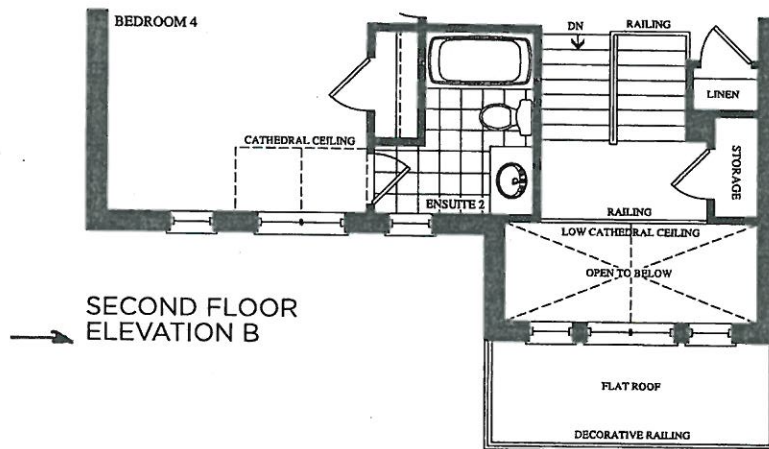 BEDROOM 4
DN
RAILING
LINEN
CATHEDRAL CEILING
STORAGE
ENSUITE 2
RAILING
LOW CATHEDRAL CEILING
OPEN TO BELOW
SECOND FLOOR
ELEVATION B
FLAT ROOF
DECORATIVE RAILING